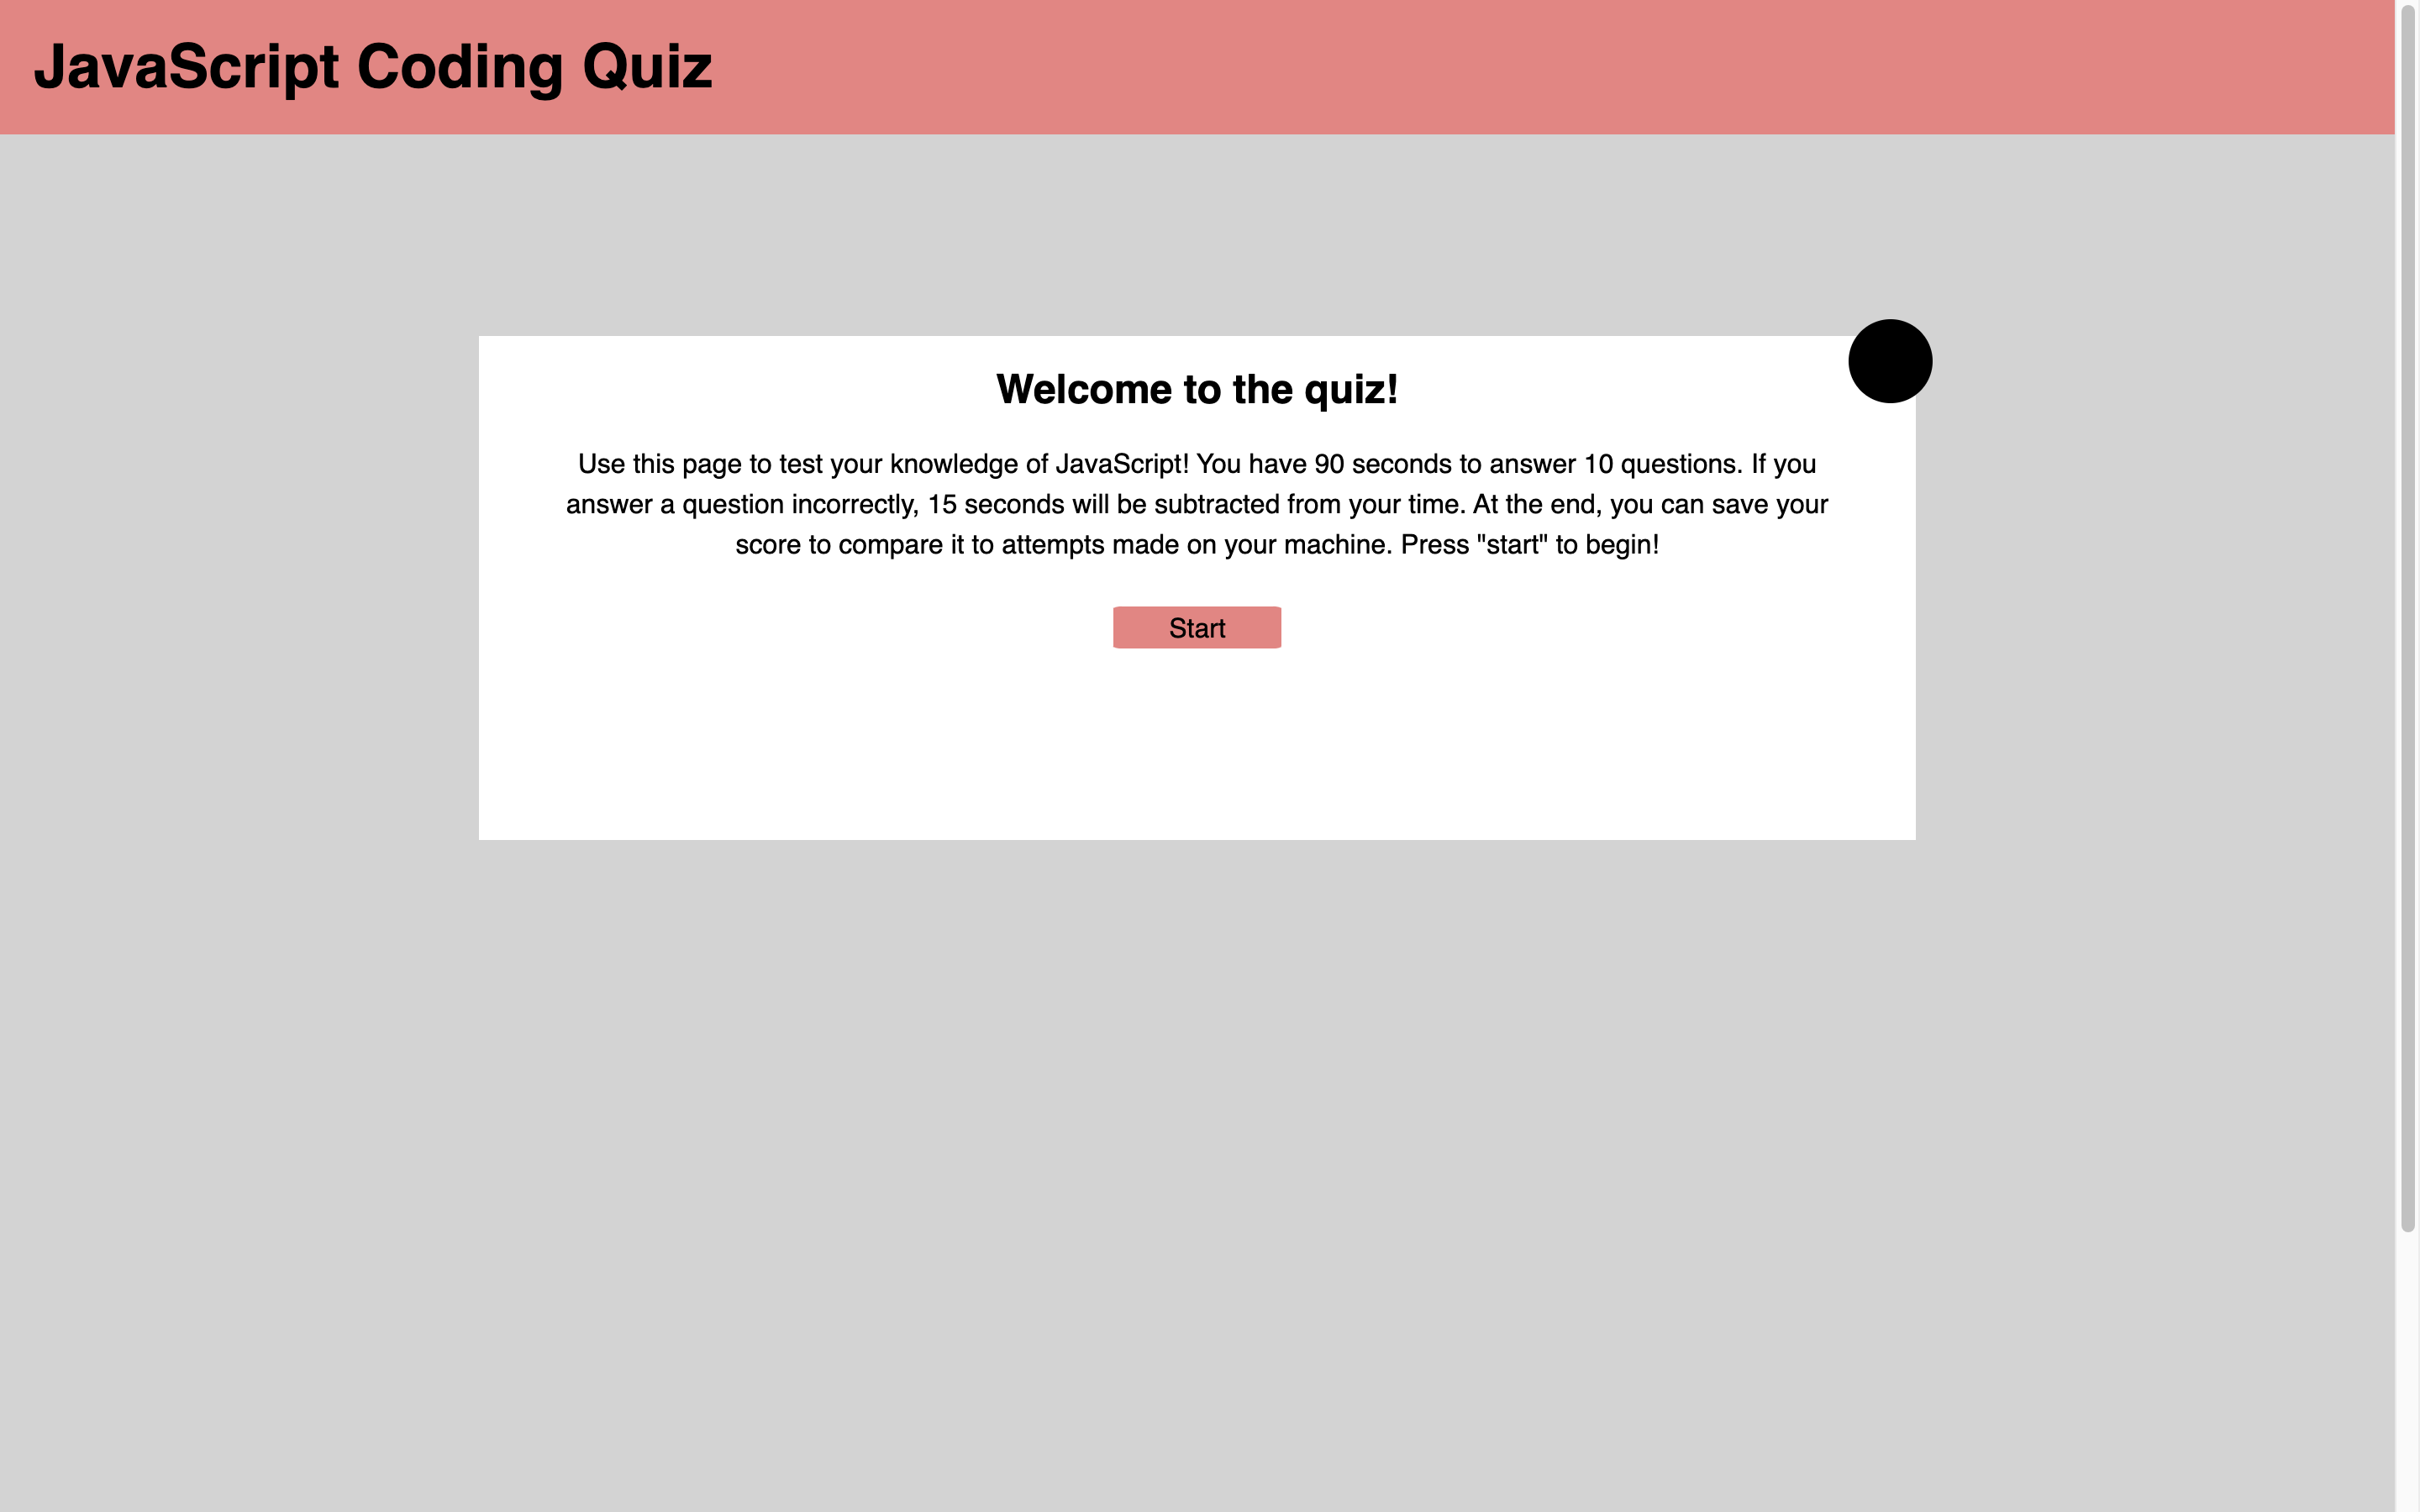 JavaScript Coding Quiz
Welcome to the quiz!
Use this page to test your knowledge of JavaScript! You have 90 seconds to answer 10 questions. If you
answer a question incorrectly, 15 seconds will be subtracted from your time. At the end, you can save your
score to compare it to attempts made on your machine. Press "start" to begin!
Start